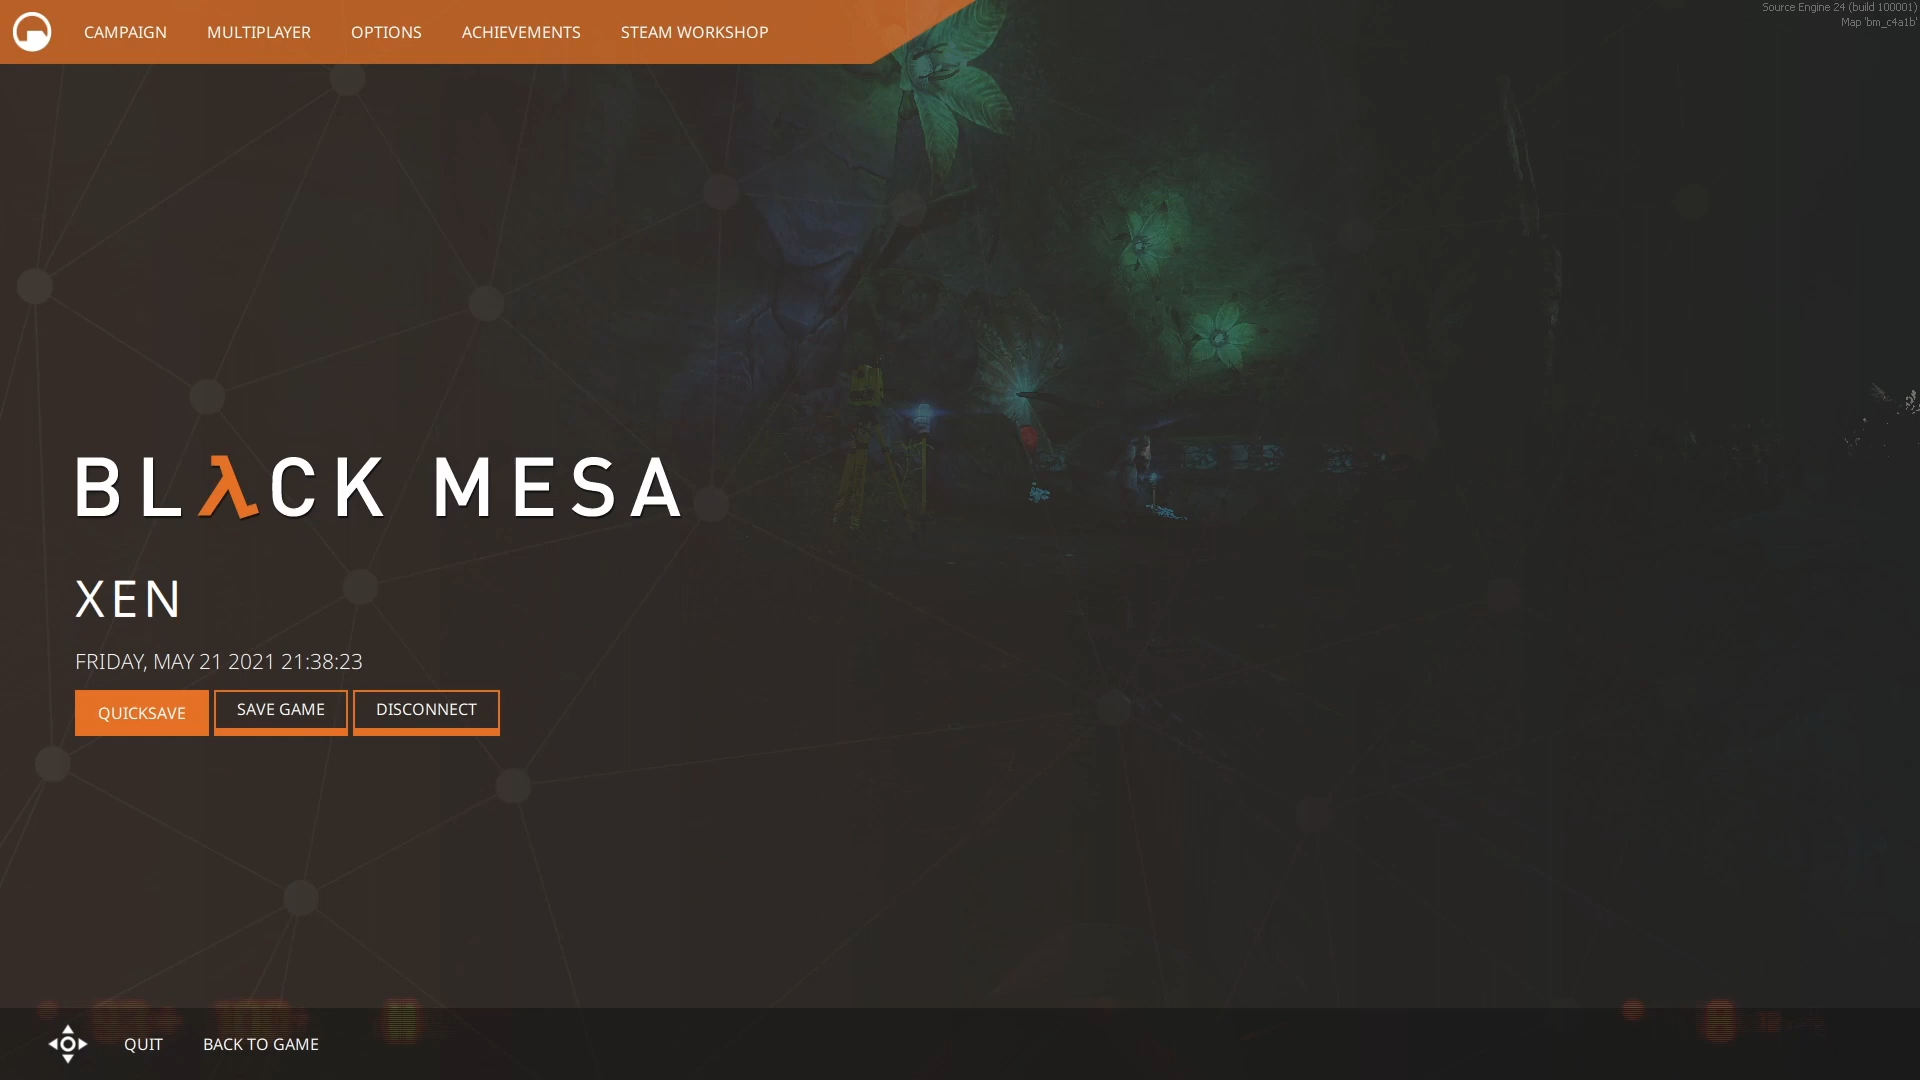 CAMPAIGN MULTIPLAYER OPTIONS ACHIEVEMENTS STEAM WORKSHOP
Source Engine 24 (build 100001)
Map 'bm_c4a1b'
BLλCK MESA
XEN
FRIDAY, MAY 21 2021 21:38:23
QUICKSAVE SAVE GAME DISCONNECT
QUIT BACK TO GAME